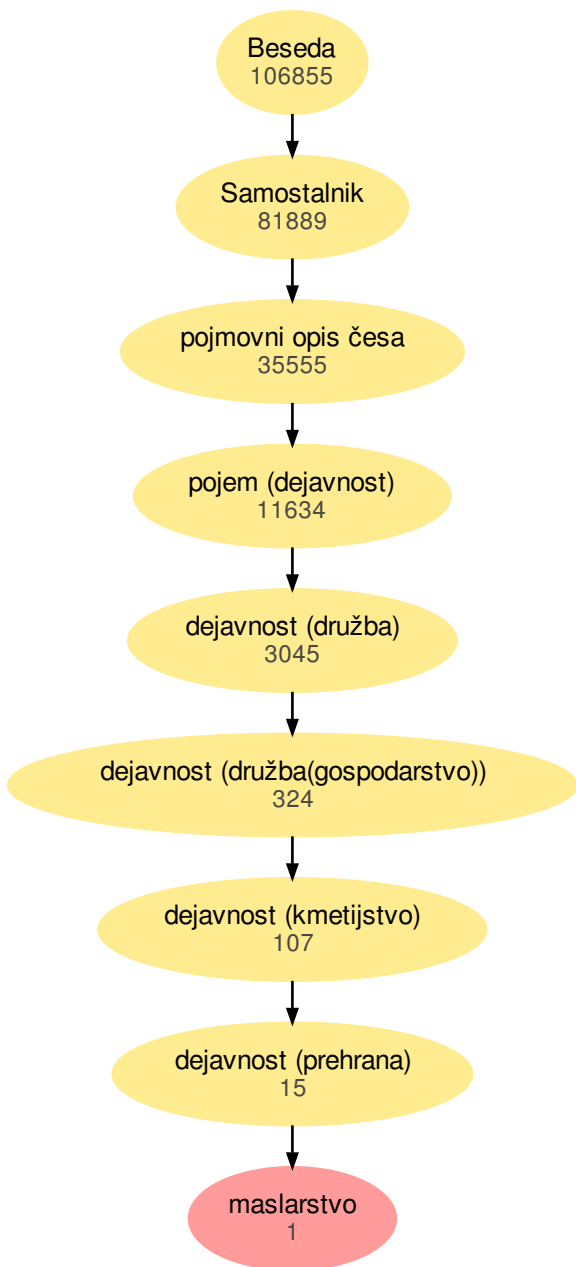 Beseda
106855
Samostalnik
81889
pojmovni opis česa
35555
pojem (dejavnost)
11634
dejavnost (družba)
3045
dejavnost (družba(gospodarstvo))
324
dejavnost (kmetijstvo)
107
dejavnost (prehrana)
15
maslarstvo
1